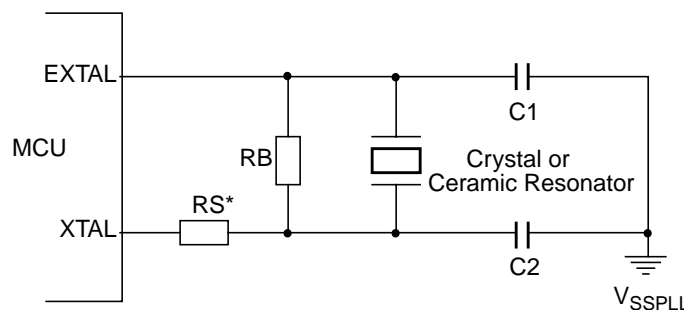 EXTAL
C1
MCU
RB
Crystal or
Ceramic Resonator
RS*
XTAL
C2
VSSPLL